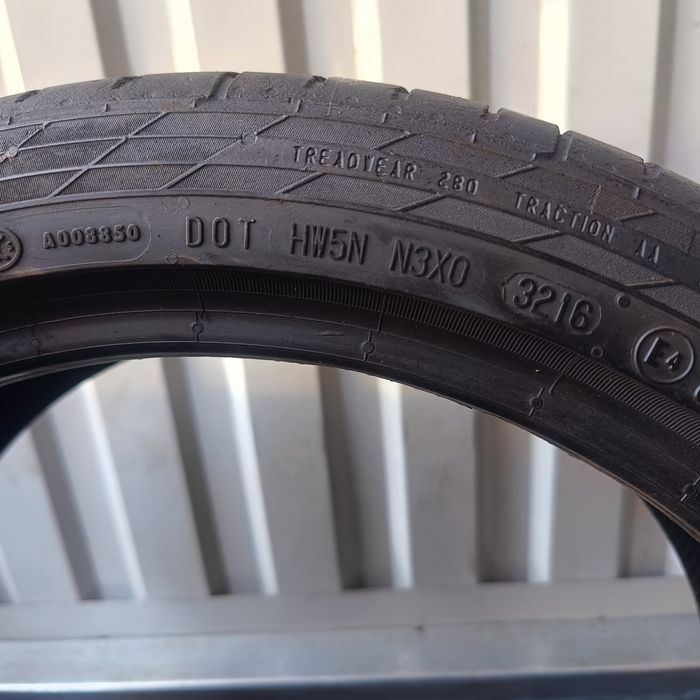 TREADWEAR 280 TRACTION AA
A008850 DOT HW5N N3X0 3216 E4